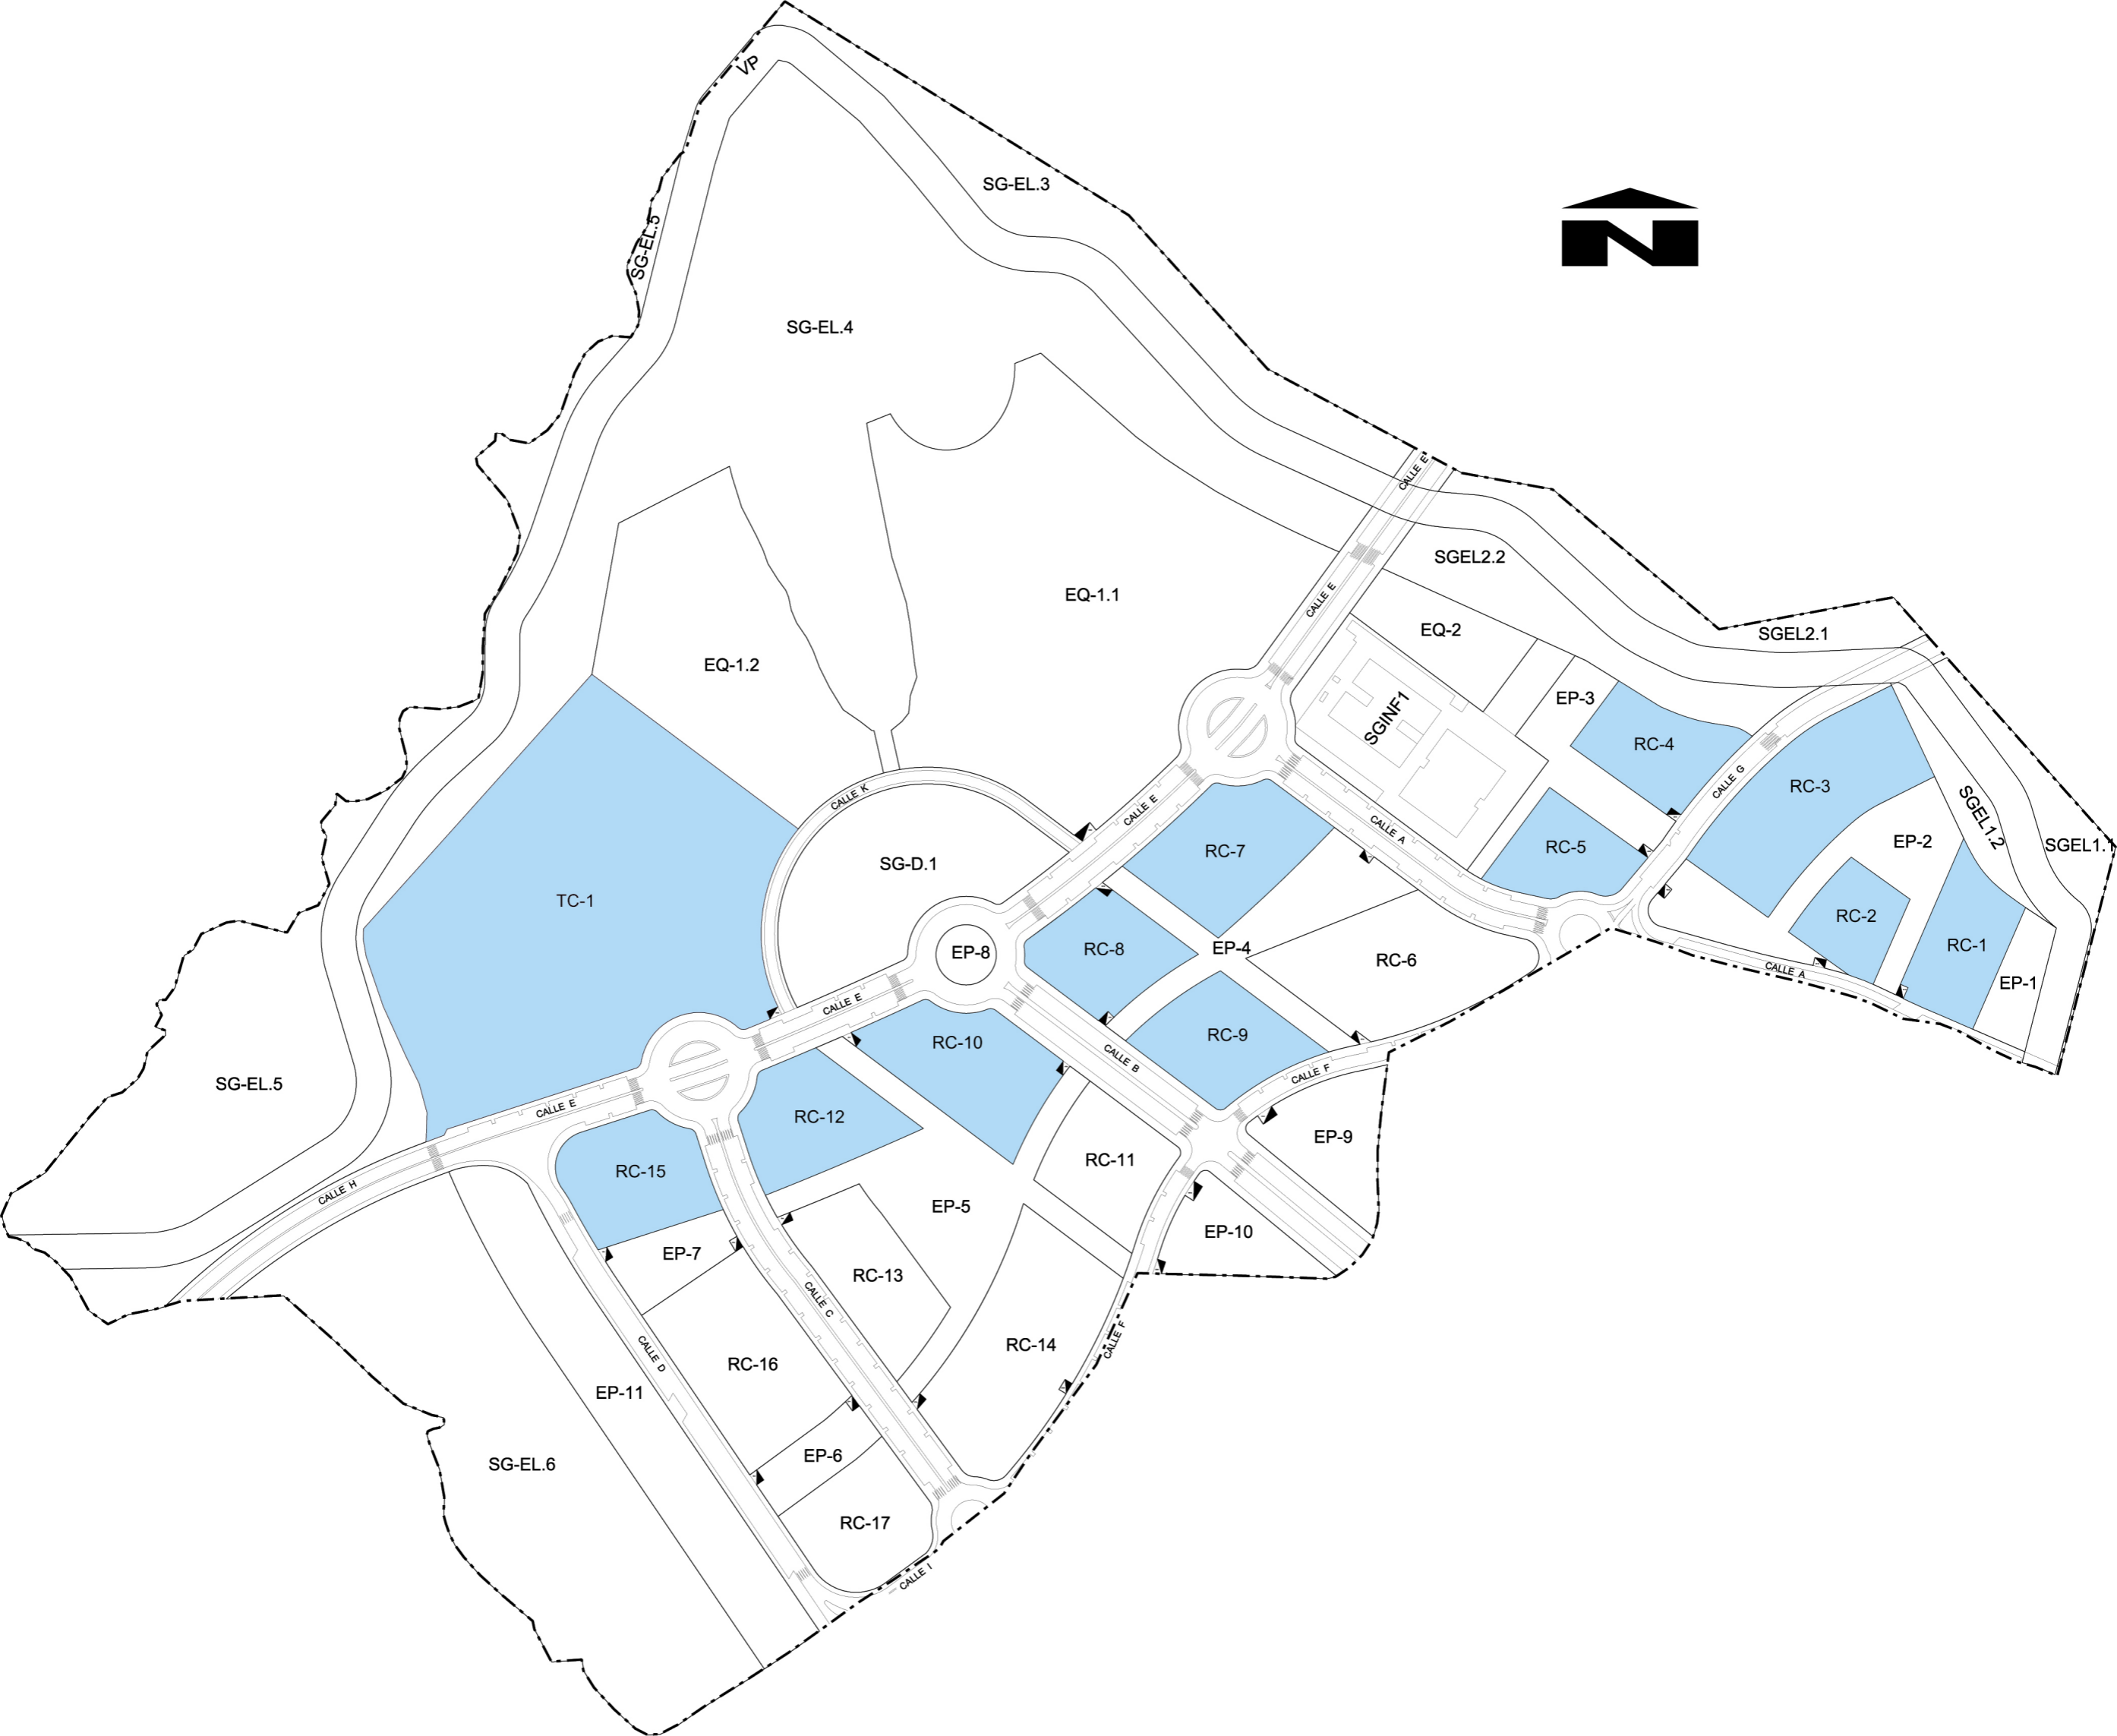 VP
SG-EL.3
SG-EL.5
N
SG-EL.4
CALLE E
SGEL2.2
EQ-1.1
CALLE E
EQ-2
SGEL2.1
EQ-1.2
EP-3
SGINF1
RC-4
CALLE G
RC-3
CALLE K
CALLE E
CALLE A
SGEL1.2
SGEL1.1
EP-2
RC-7
RC-5
SG-D.1
TC-1
RC-2
RC-8
EP-4
EP-8
RC-6
RC-1
CALLE A
EP-1
CALLE E
RC-10
RC-9
CALLE B
CALLE F
SG-EL.5
CALLE E
RC-12
EP-9
RC-11
RC-15
CALLE H
EP-5
EP-10
EP-7
RC-13
CALLE C
RC-14
CALLE F
CALLE D
RC-16
EP-11
EP-6
SG-EL.6
RC-17
CALLE I